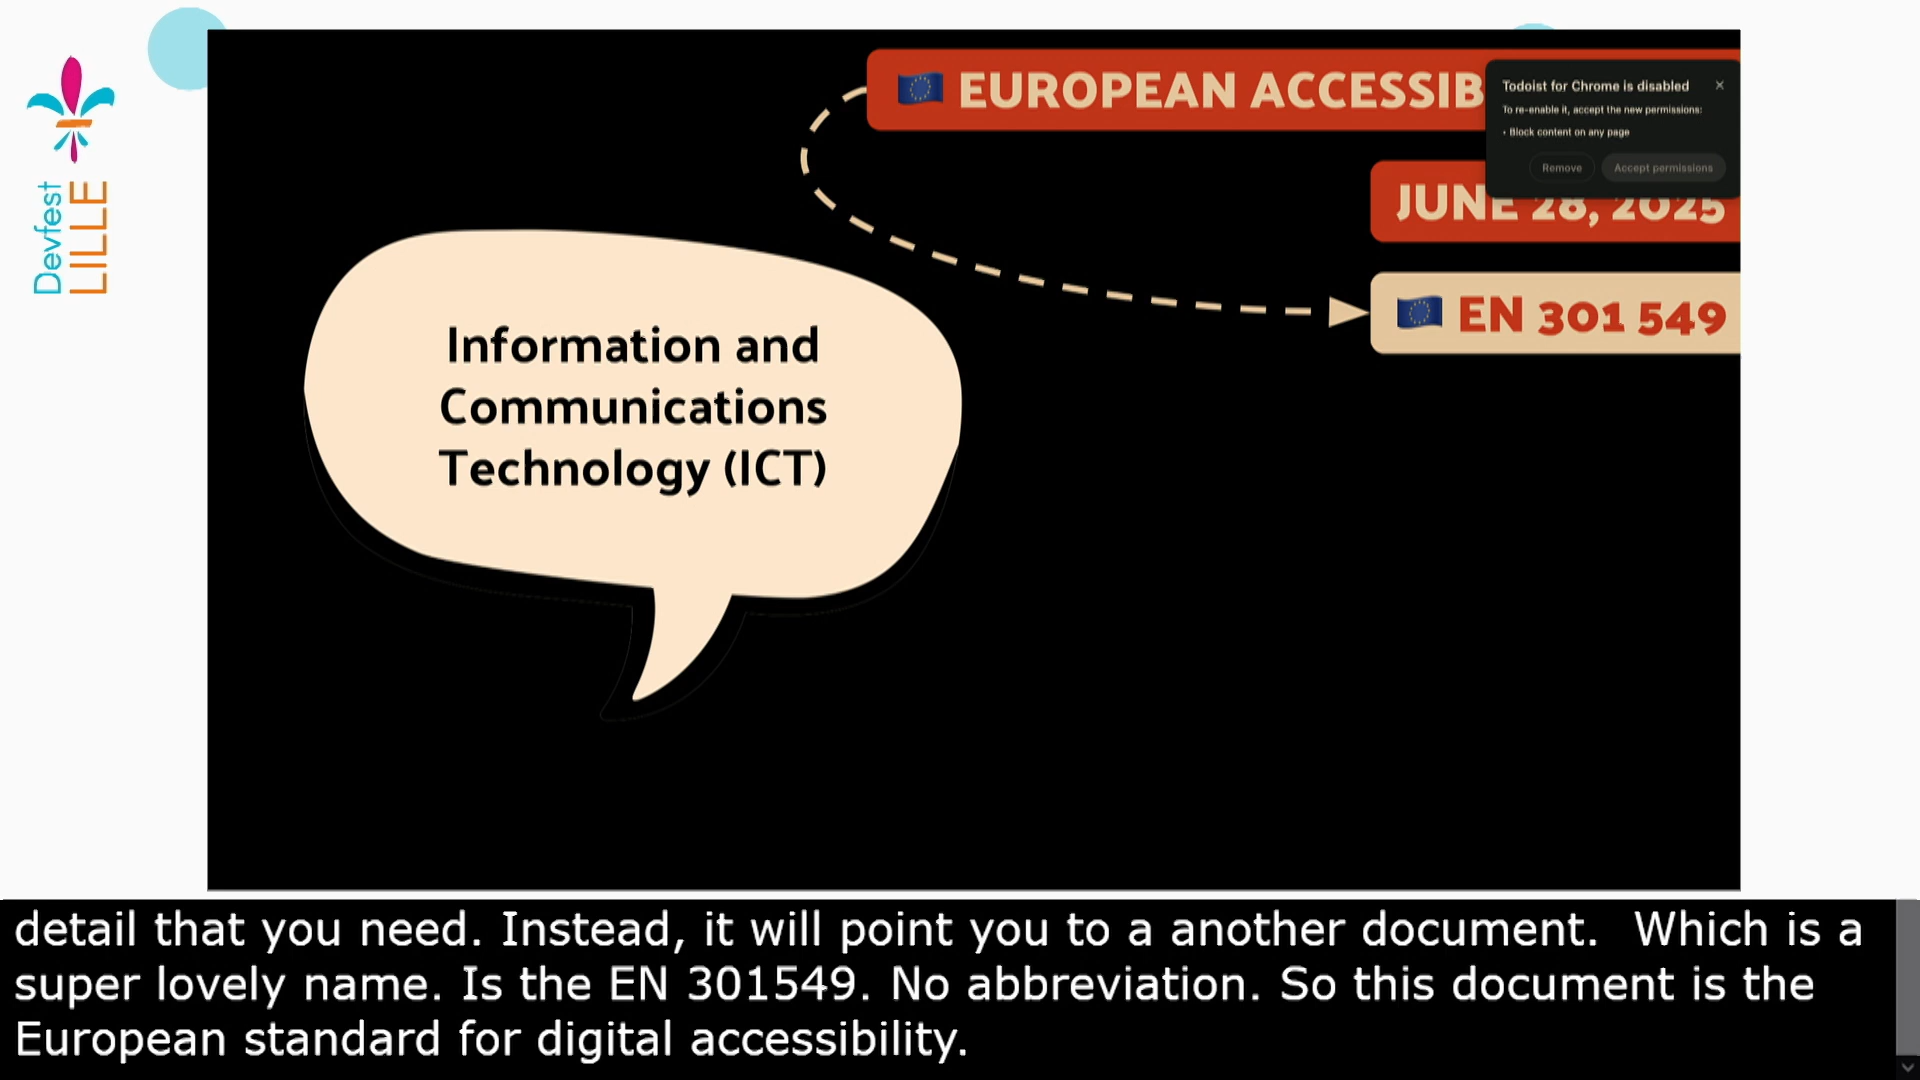 Devfest
LILLE
EUROPEAN ACCESSIB
Todoist for Chrome is disabled
To re-enable it, accept the new permissions:
• Block content on any page
Remove
Accept permissions
JUNE 28, 2025
EN 301 549
Information and
Communications
Technology (ICT)
detail that you need. Instead, it will point you to a another document.  Which is a
super lovely name. Is the EN 301549. No abbreviation. So this document is the
European standard for digital accessibility.